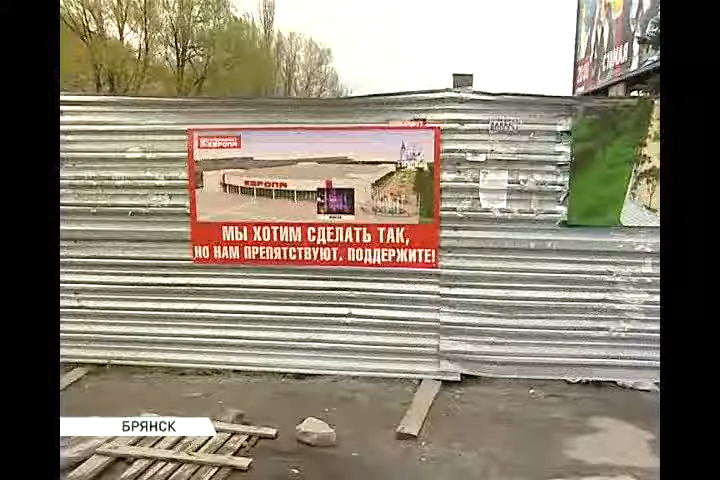 ЕВРОПА
ЕВРОПА
МЫ ХОТИМ СДЕЛАТЬ ТАК,
НО НАМ ПРЕПЯТСТВУЮТ. ПОДДЕРЖИТЕ!
БРЯНСК